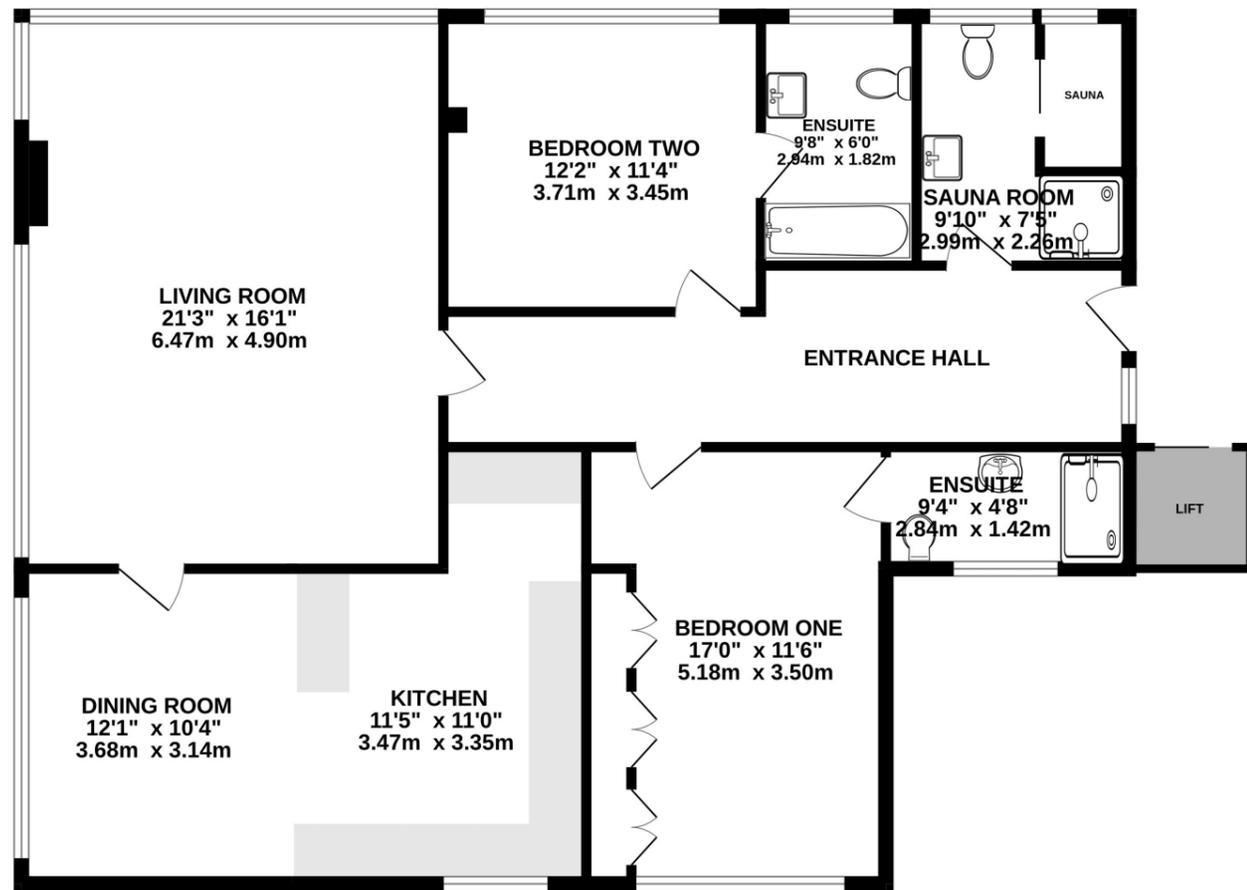 BEDROOM TWO
12'2" x 11'4"
3.71m x 3.45m
ENSUITE
9'8" x 6'0"
2.94m x 1.82m
SAUNA
SAUNA ROOM
9'10" x 7'5"
2.99m x 2.26m
LIVING ROOM
21'3" x 16'1"
6.47m x 4.90m
ENTRANCE HALL
ENSUITE
9'4" x 4'8"
2.84m x 1.42m
LIFT
BEDROOM ONE
17'0" x 11'6"
5.18m x 3.50m
DINING ROOM
12'1" x 10'4"
3.68m x 3.14m
KITCHEN
11'5" x 11'0"
3.47m x 3.35m